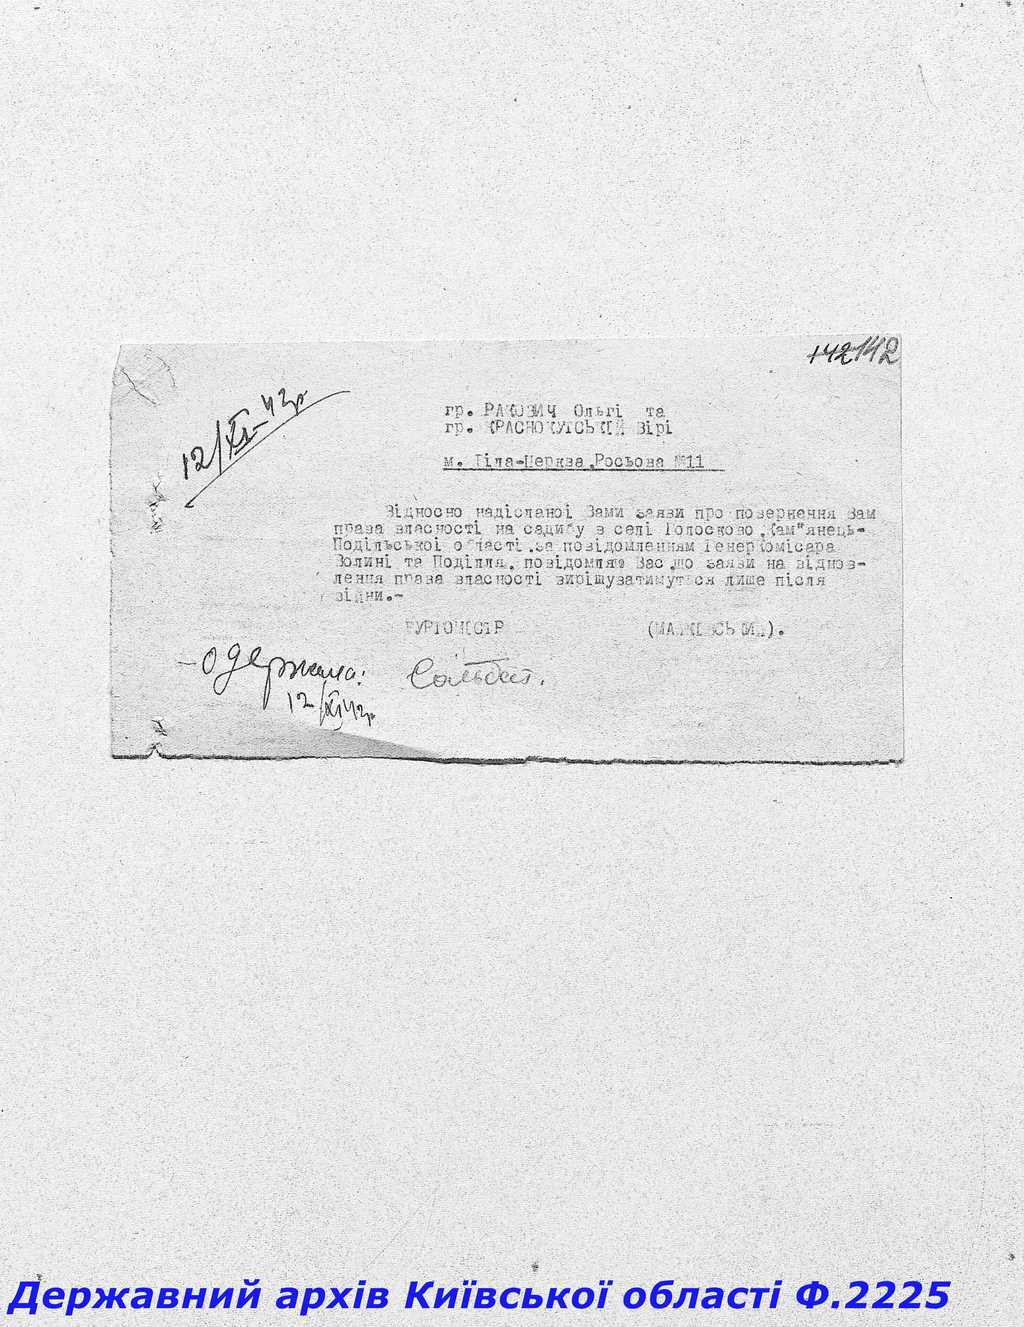 142 142
12/XI-42р
гр. РАКОВИЧ Ользі та
гр. КРАСНОКУТСЬКІЙ Вірі
м. Біла-Церква, Росьова №11
Відносно надісланої Вами заяви про повернення Вам
права власності на садибу в селі Голосково, Кам"янець-
Подільської області, за повідомленням Генеркомісара
Волині та Поділля, повідомляю Вас, що заяви на віднов-
лення права власності вирішуватимуться лише після
війни.-
БУРГОМІСТР
- Одержала:
12/XI 42р
Державний архів Київської області Ф.2225